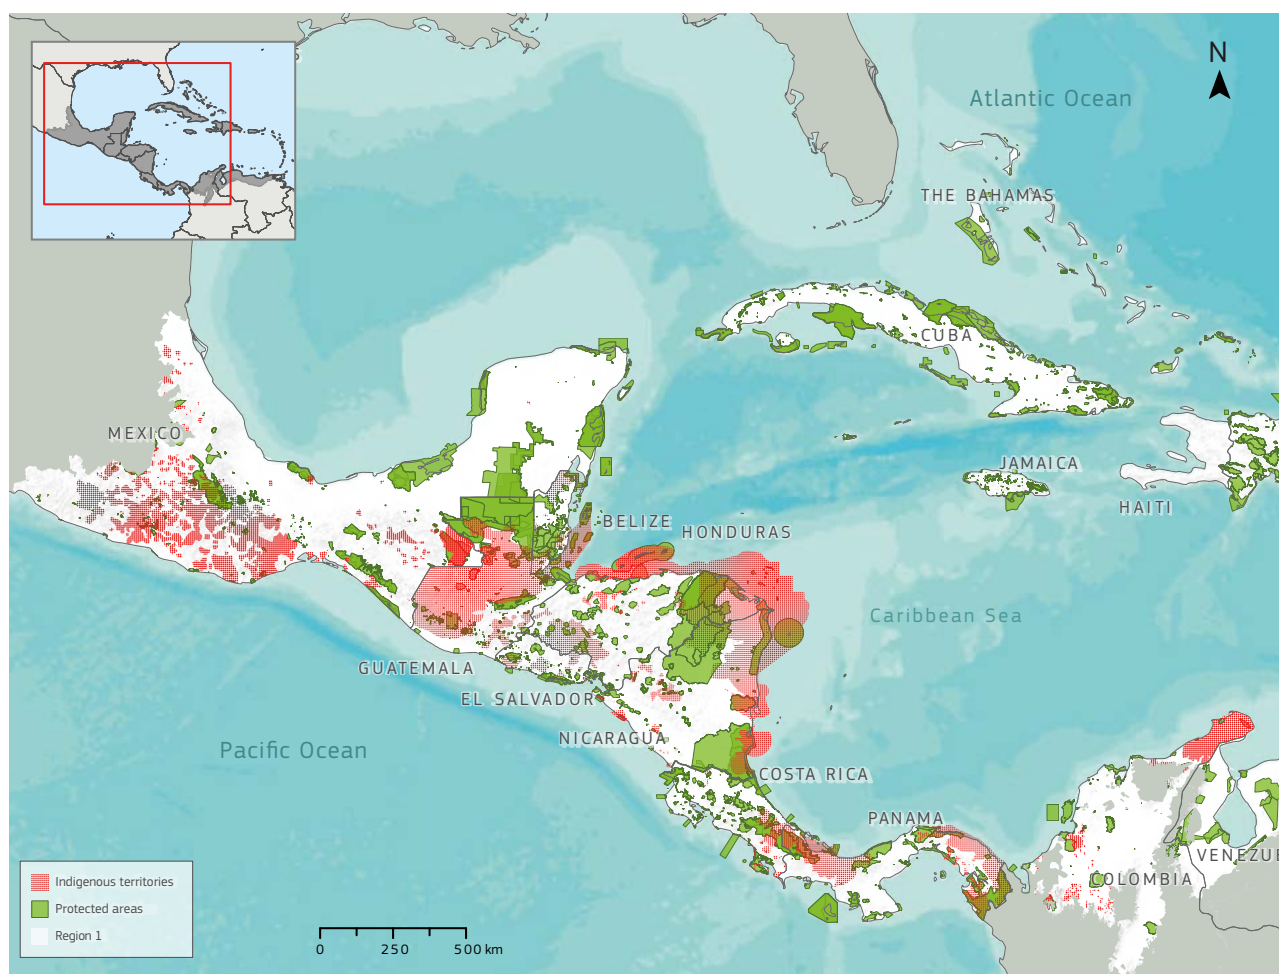 N
Atlantic Ocean
THE BAHAMAS
CUBA
MEXICO
JAMAICA
HAITI
BELIZE
HONDURAS
Caribbean Sea
GUATEMALA
EL SALVADOR
NICARAGUA
Pacific Ocean
COSTA RICA
PANAMA
VENEZUE
COLOMBIA
Indigenous territories
Protected areas
Region 1
0 250 500 km